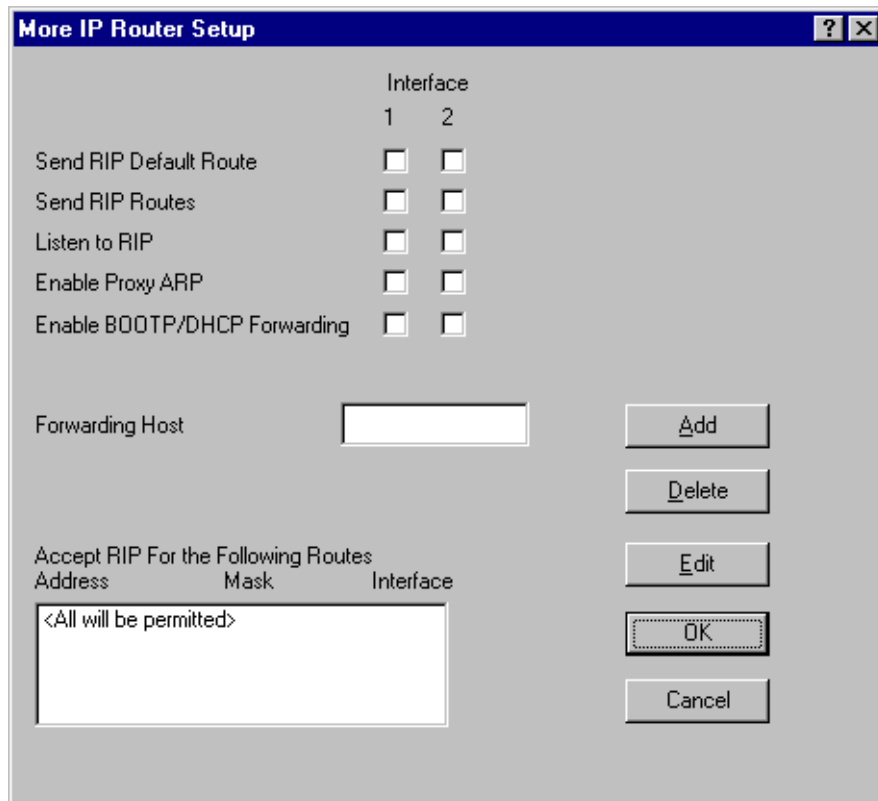 More IP Router Setup
Interface
1 2
Send RIP Default Route
Send RIP Routes
Listen to RIP
Enable Proxy ARP
Enable BOOTP/DHCP Forwarding
Forwarding Host
Add
Delete
Accept RIP For the Following Routes
Address Mask Interface
<All will be permitted>
Edit
OK
Cancel